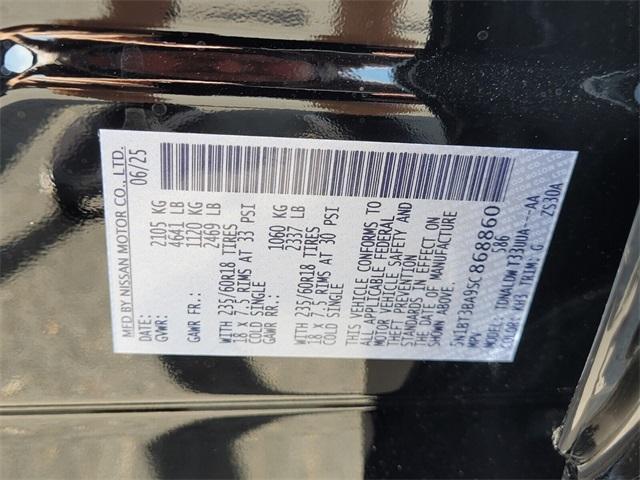 MFD BY NISSAN MOTOR CO., LTD.
DATE: 06/25
GVWR: 2105 KG
4641 LB
GAWR FR.: 1120 KG
2469 LB
WITH 235/60R18 TIRES
18 X 7.5 RIMS AT 33 PSI
COLD SINGLE
GAWR RR.: 1060 KG
2337 LB
WITH 235/60R18 TIRES
18 X 7.5 RIMS AT 30 PSI
COLD SINGLE
THIS VEHICLE CONFORMS TO
ALL APPLICABLE FEDERAL
MOTOR VEHICLE SAFETY AND
THEFT PREVENTION
STANDARDS IN
EFFECT ON
THE DATE OF MANUFACTURE
SHOWN ABOVE.
5N1BT3BA9SC868860
MPV 586
MODEL: TDNALDW T33UUA---AA
COLOR: KH3 TRIM: G ZS30A